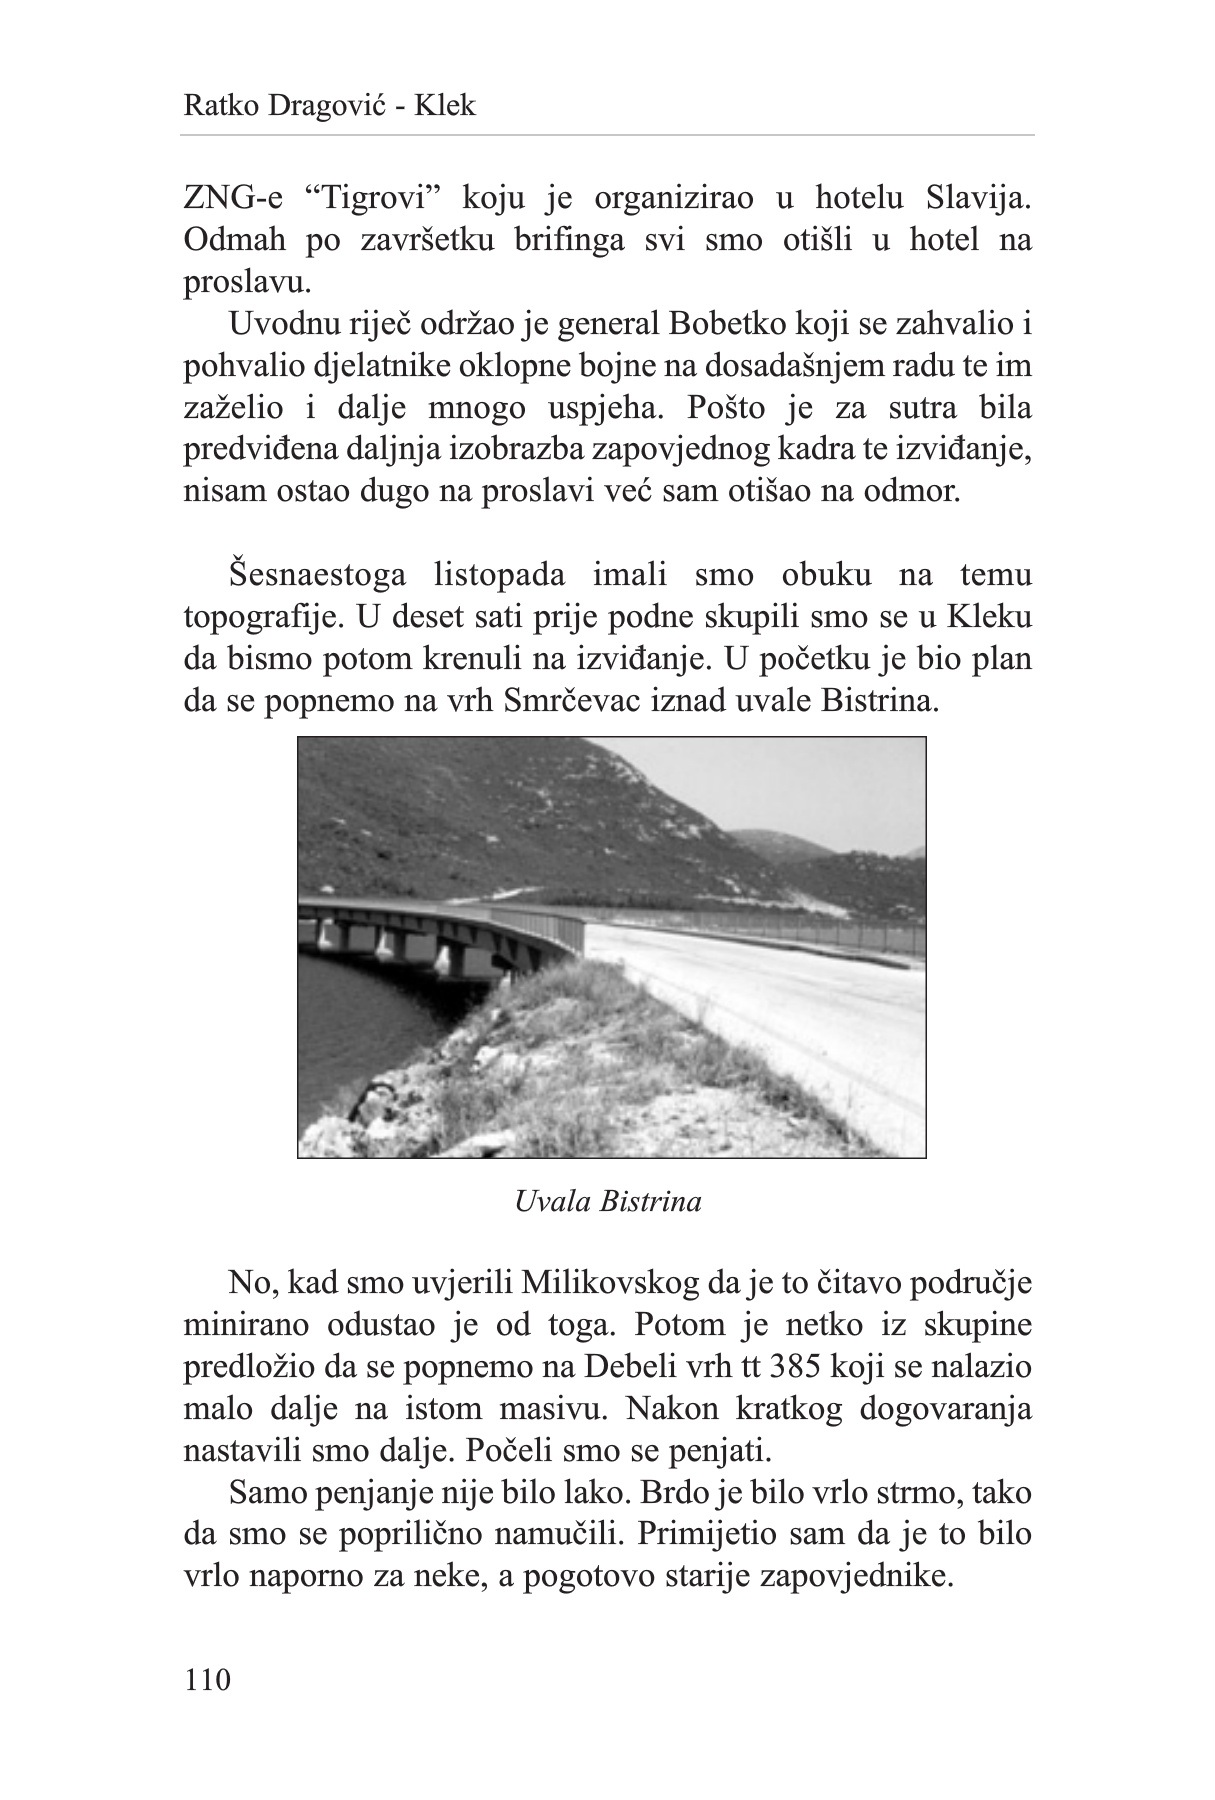 Ratko Dragović - Klek
ZNG-e “Tigrovi” koju je organizirao u hotelu Slavija.
Odmah po završetku brifinga svi smo otišli u hotel na
proslavu.
Uvodnu riječ održao je general Bobetko koji se zahvalio i
pohvalio djelatnike oklopne bojne na dosadašnjem radu te im
zaželio i dalje mnogo uspjeha. Pošto je za sutra bila
predviđena daljnja izobrazba zapovjednog kadra te izviđanje,
nisam ostao dugo na proslavi već sam otišao na odmor.
Šesnaestoga listopada imali smo obuku na temu
topografije. U deset sati prije podne skupili smo se u Kleku
da bismo potom krenuli na izviđanje. U početku je bio plan
da se popnemo na vrh Smrčevac iznad uvale Bistrina.
Uvala Bistrina
No, kad smo uvjerili Milikovskog da je to čitavo područje
minirano odustao je od toga. Potom je netko iz skupine
predložio da se popnemo na Debeli vrh tt 385 koji se nalazio
malo dalje na istom masivu. Nakon kratkog dogovaranja
nastavili smo dalje. Počeli smo se penjati.
Samo penjanje nije bilo lako. Brdo je bilo vrlo strmo, tako
da smo se poprilično namučili. Primijetio sam da je to bilo
vrlo naporno za neke, a pogotovo starije zapovjednike.
110